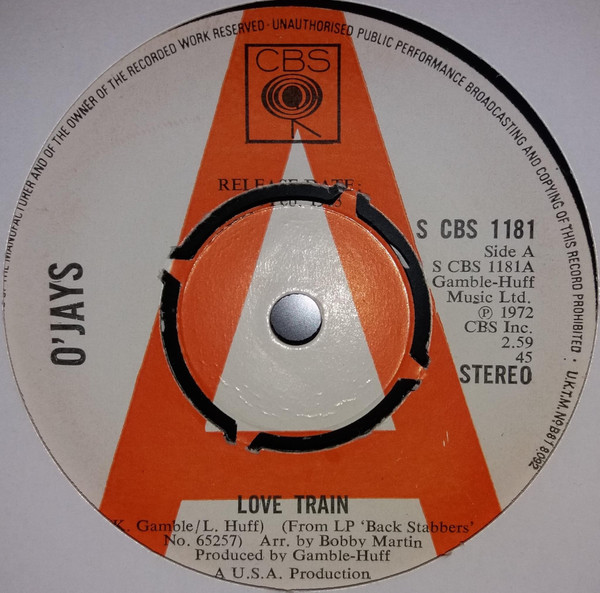 OF THE MANUFACTURER AND OF THE OWNER OF THE RECORDED WORK RESERVED · UNAUTHORISED PUBLIC PERFORMANCE BROADCASTING AND COPYING OF THIS RECORD PROHIBITED · U.K.T.M. No B618092
CBS
RELEASE DATE:
O'JAYS
S CBS 1181
Side A
S CBS 1181A
Gamble-Huff
Music Ltd.
℗ 1972
CBS Inc.
2.59
45
STEREO
LOVE TRAIN
K. Gamble/L. Huff) (From LP 'Back Stabbers'
No. 65257) Arr. by Bobby Martin
Produced by Gamble-Huff
A U.S.A. Production